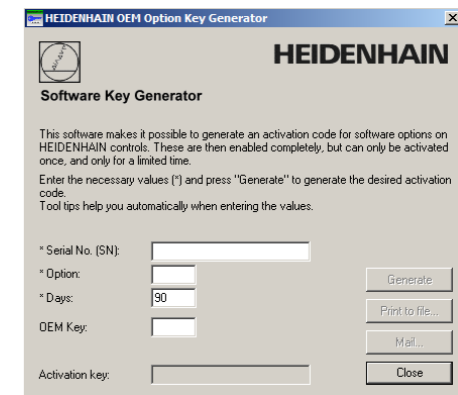 HEIDENHAIN OEM Option Key Generator
HEIDENHAIN
Software Key Generator
This software makes it possible to generate an activation code for software options on
HEIDENHAIN controls. These are then enabled completely, but can only be activated
once, and only for a limited time.
Enter the necessary values (*) and press "Generate" to generate the desired activation
code.
Tool tips help you automatically when entering the values.
* Serial No. (SN):
* Option:
Generate
* Days: 90
Print to file...
OEM Key:
Mail...
Activation key:
Close